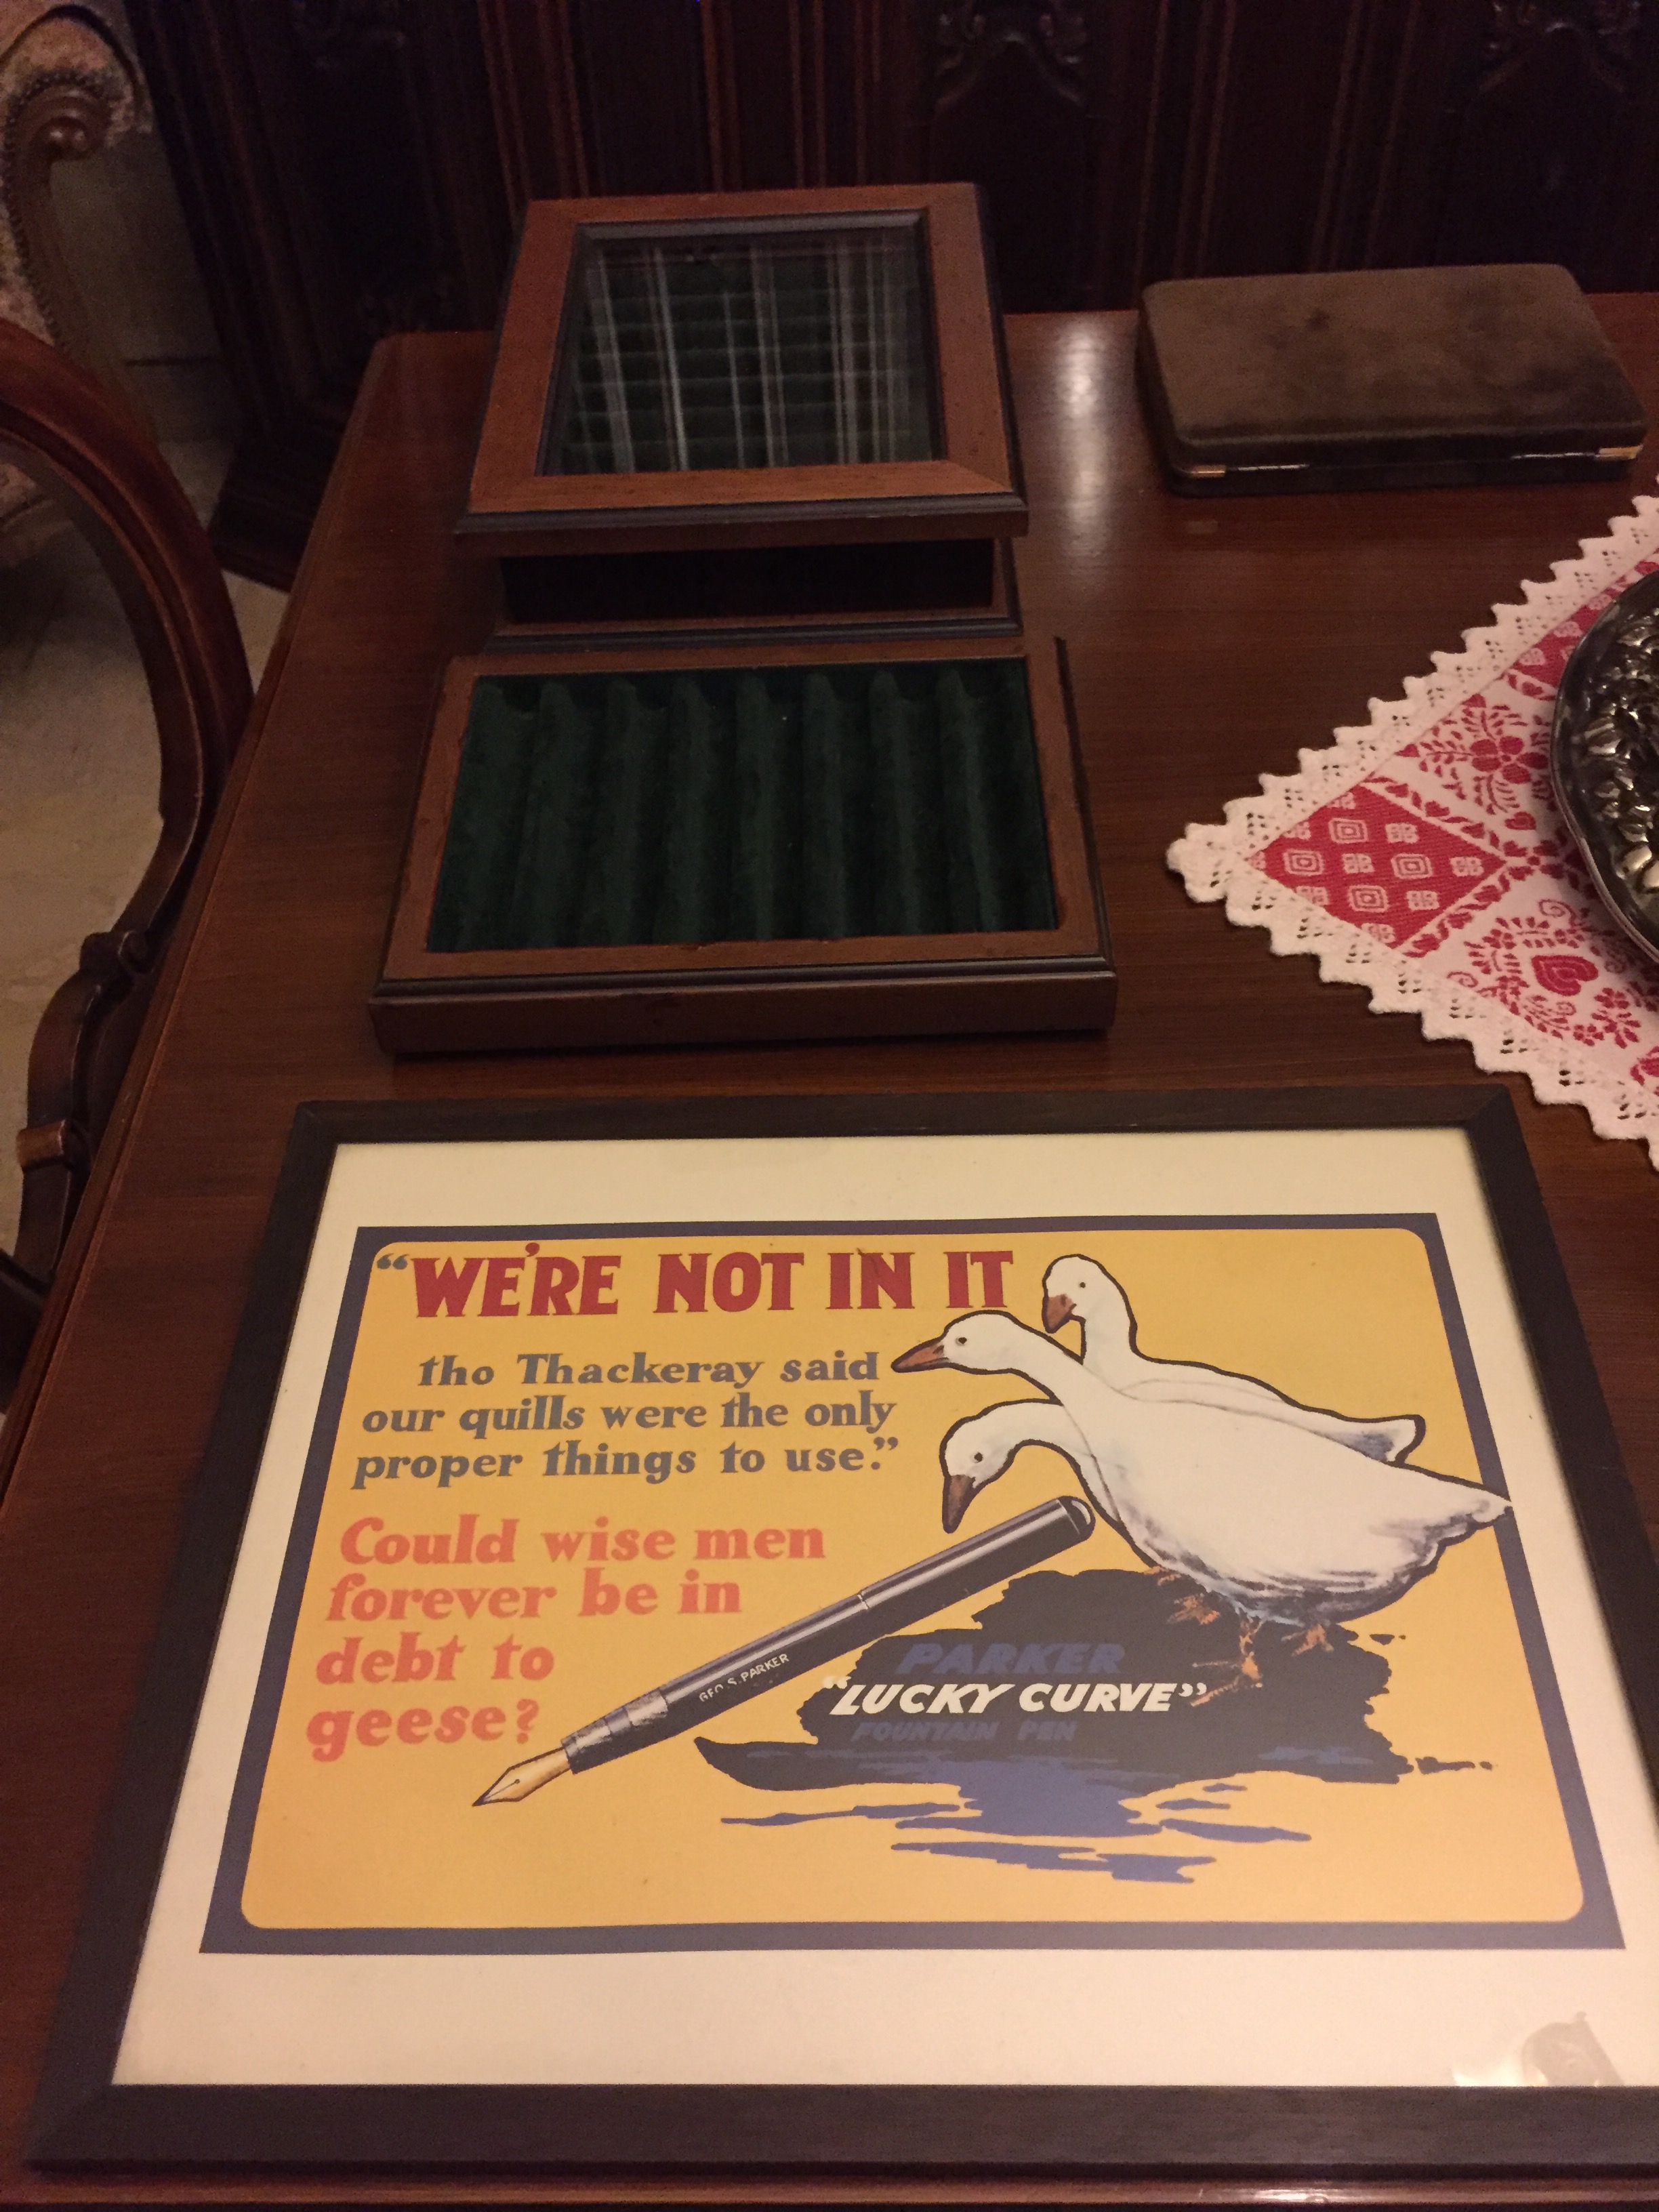 “WE'RE NOT IN IT
tho Thackeray said
our quills were the only
proper things to use.”
Could wise men
forever be in
debt to
geese?
GEO. S. PARKER
PARKER
“LUCKY CURVE”
FOUNTAIN PEN